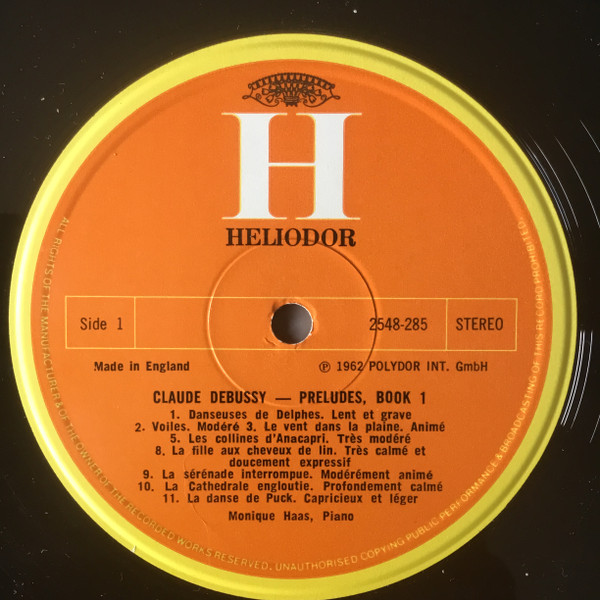 H
HELIODOR
Side 1
2548-285
STEREO
Made in England
℗ 1962 POLYDOR INT. GmbH
CLAUDE DEBUSSY — PRELUDES, BOOK 1
1. Danseuses de Delphes. Lent et grave
2. Voiles. Modéré 3. Le vent dans la plaine. Animé
5. Les collines d'Anacapri. Très modéré
8. La fille aux cheveux de lin. Très calme et
doucement expressif
9. La sérénade interrompue. Modérément animé
10. La Cathedrale engloutie. Profondement calmé
11. La danse de Puck. Capricieux et léger
Monique Haas, Piano
ALL RIGHTS OF THE MANUFACTURER & OF THE OWNER OF THE RECORDED WORKS RESERVED. UNAUTHORISED COPYING PUBLIC PERFORMANCE & BROADCASTING OF THIS RECORD PROHIBITED.